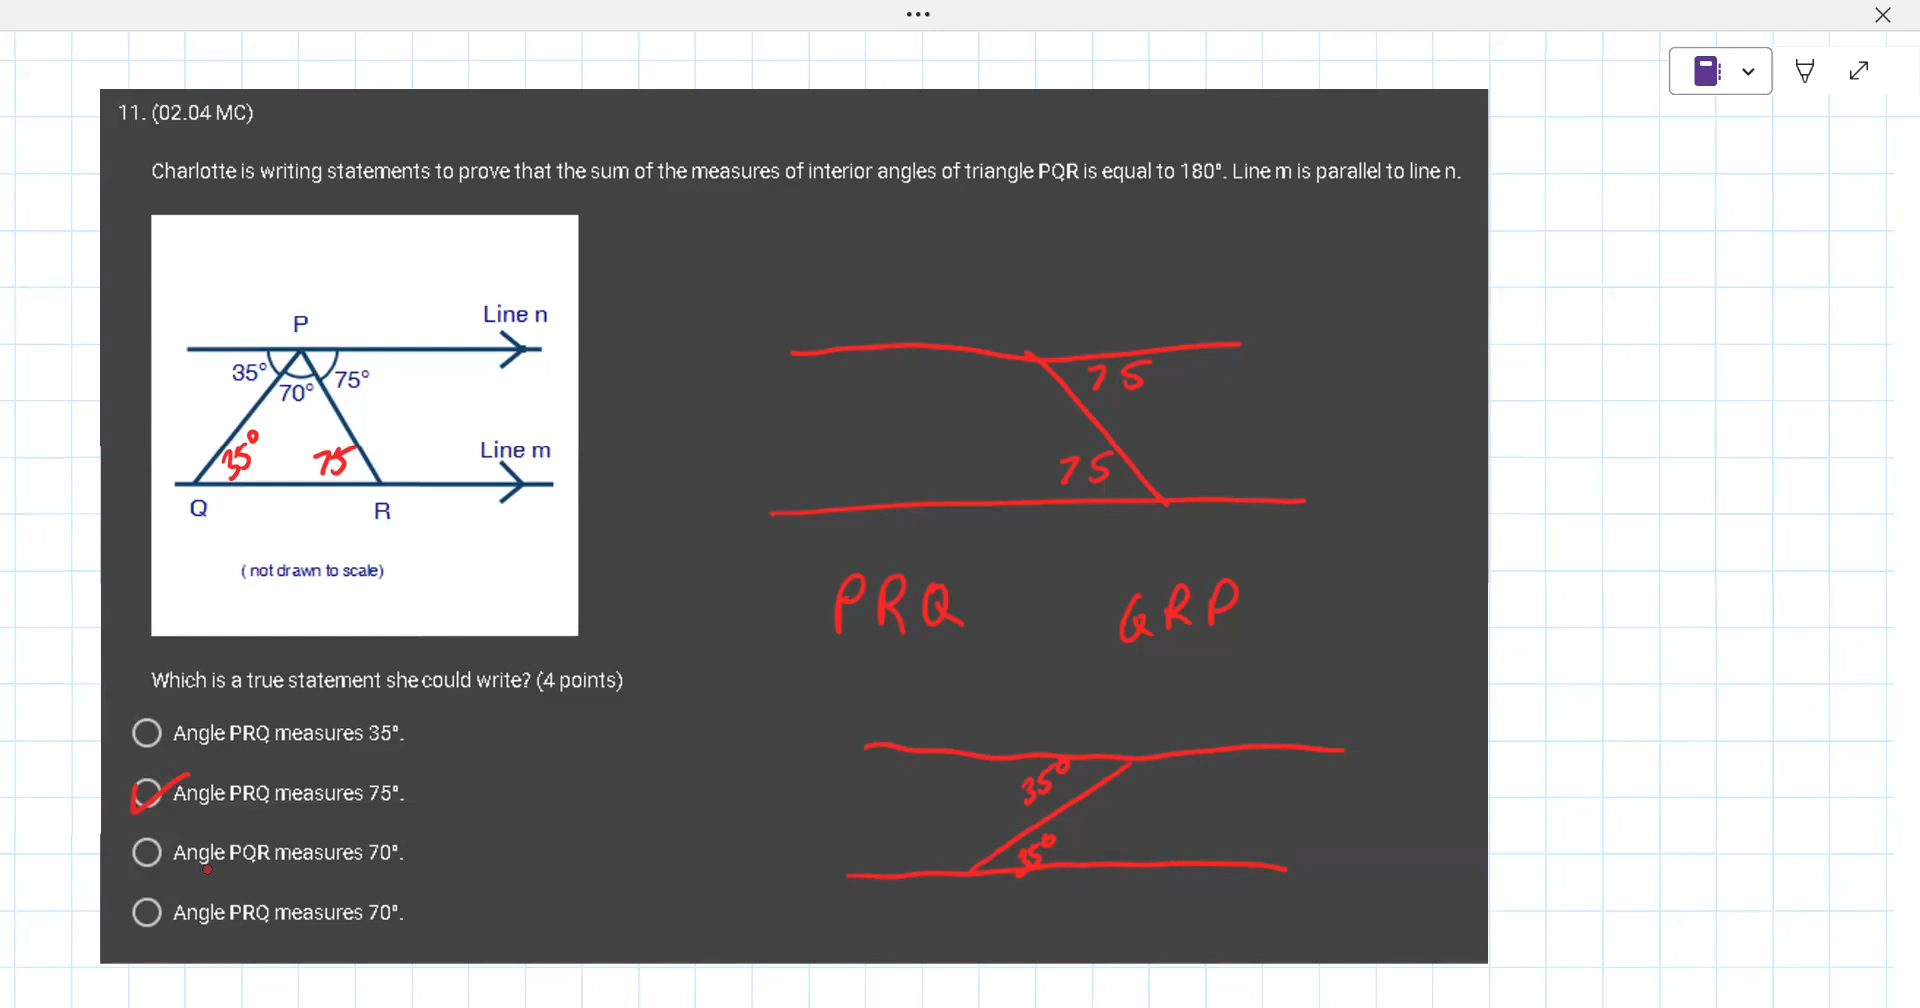 11. (02.04 MC)
Charlotte is writing statements to prove that the sum of the measures of interior angles of triangle PQR is equal to 180°. Line m is parallel to line n.
Line n
P
35°
70°
75°
35°
75
Line m
Q
R
( not drawn to scale)
75
75
PRQ
QRP
Which is a true statement she could write? (4 points)
Angle PRQ measures 35°.
Angle PRQ measures 75°.
Angle PQR measures 70°.
Angle PRQ measures 70°.
35°
35°